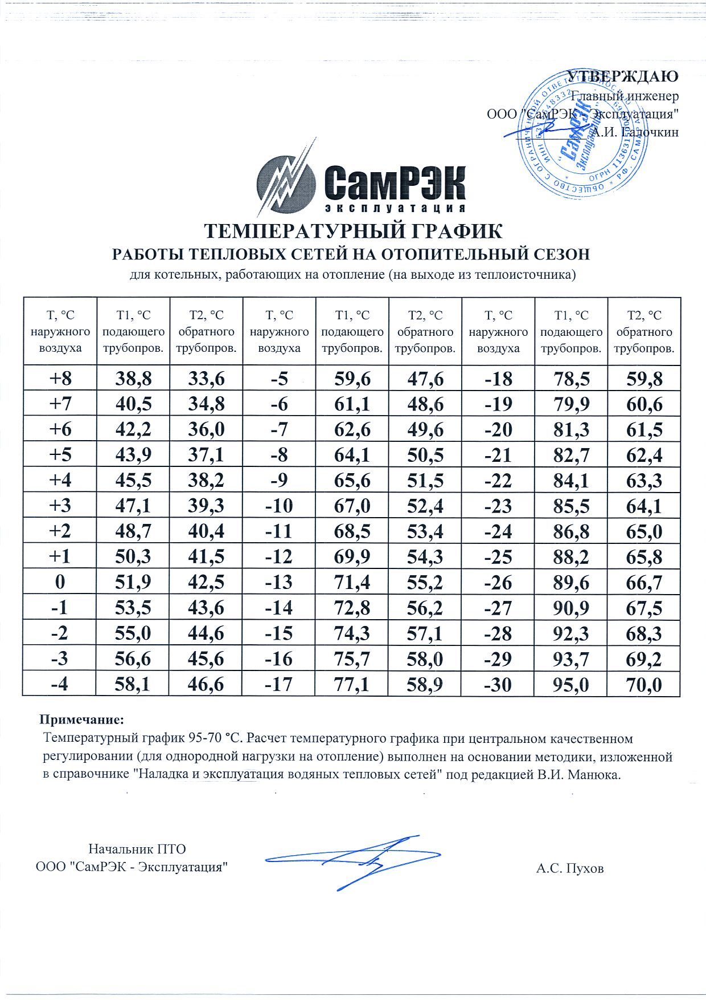 УТВЕРЖДАЮ
Главный инженер
ООО "СамРЭК - Эксплуатация"
А.И. Галочкин
ОБЩЕСТВО С ОГРАНИЧЕННОЙ ОТВЕТСТВЕННОСТЬЮ * РФ. САМАРА
"СамРЭК
Эксплуатация"
СамРЭК
эксплуатация
ТЕМПЕРАТУРНЫЙ ГРАФИК
РАБОТЫ ТЕПЛОВЫХ СЕТЕЙ НА ОТОПИТЕЛЬНЫЙ СЕЗОН
для котельных, работающих на отопление (на выходе из теплоисточника)
T, °C T1, °C T2, °C T, °C T1, °C T2, °C T, °C T1, °C T2, °C
наружного подающего обратного наружного подающего обратного наружного подающего обратного
воздуха трубопров. трубопров. воздуха трубопров. трубопров. воздуха трубопров. трубопров.
+8 38,8 33,6 -5 59,6 47,6 -18 78,5 59,8
+7 40,5 34,8 -6 61,1 48,6 -19 79,9 60,6
+6 42,2 36,0 -7 62,6 49,6 -20 81,3 61,5
+5 43,9 37,1 -8 64,1 50,5 -21 82,7 62,4
+4 45,5 38,2 -9 65,6 51,5 -22 84,1 63,3
+3 47,1 39,3 -10 67,0 52,4 -23 85,5 64,1
+2 48,7 40,4 -11 68,5 53,4 -24 86,8 65,0
+1 50,3 41,5 -12 69,9 54,3 -25 88,2 65,8
0 51,9 42,5 -13 71,4 55,2 -26 89,6 66,7
-1 53,5 43,6 -14 72,8 56,2 -27 90,9 67,5
-2 55,0 44,6 -15 74,3 57,1 -28 92,3 68,3
-3 56,6 45,6 -16 75,7 58,0 -29 93,7 69,2
-4 58,1 46,6 -17 77,1 58,9 -30 95,0 70,0
Примечание:
Температурный график 95-70 °C. Расчет температурного графика при центральном качественном
регулировании (для однородной нагрузки на отопление) выполнен на основании методики, изложенной
в справочнике "Наладка и эксплуатация водяных тепловых сетей" под редакцией В.И. Манюка.
Начальник ПТО
ООО "СамРЭК - Эксплуатация"
А.С. Пухов